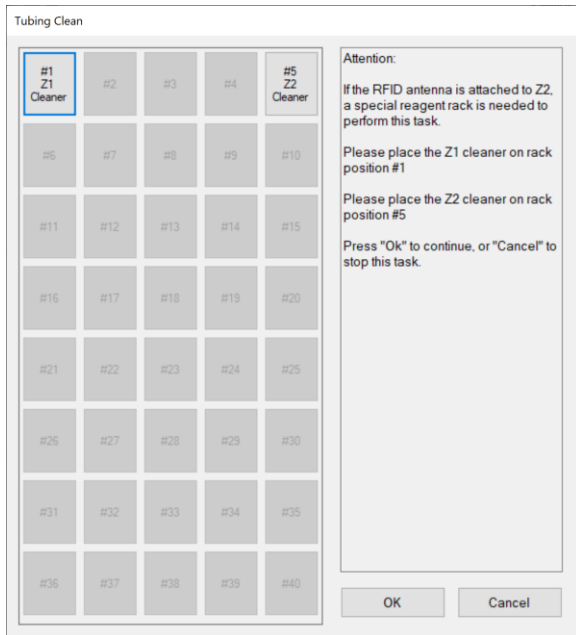 Tubing Clean
#1
Z1
Cleaner
#2
#3
#4
#5
Z2
Cleaner
#6
#7
#8
#9
#10
#11
#12
#13
#14
#15
#16
#17
#18
#19
#20
#21
#22
#23
#24
#25
#26
#27
#28
#29
#30
#31
#32
#33
#34
#35
#36
#37
#38
#39
#40
Attention:
If the RFID antenna is attached to Z2,
a special reagent rack is needed to
perform this task.
Please place the Z1 cleaner on rack
position #1
Please place the Z2 cleaner on rack
position #5
Press "Ok" to continue, or "Cancel" to
stop this task.
OK
Cancel